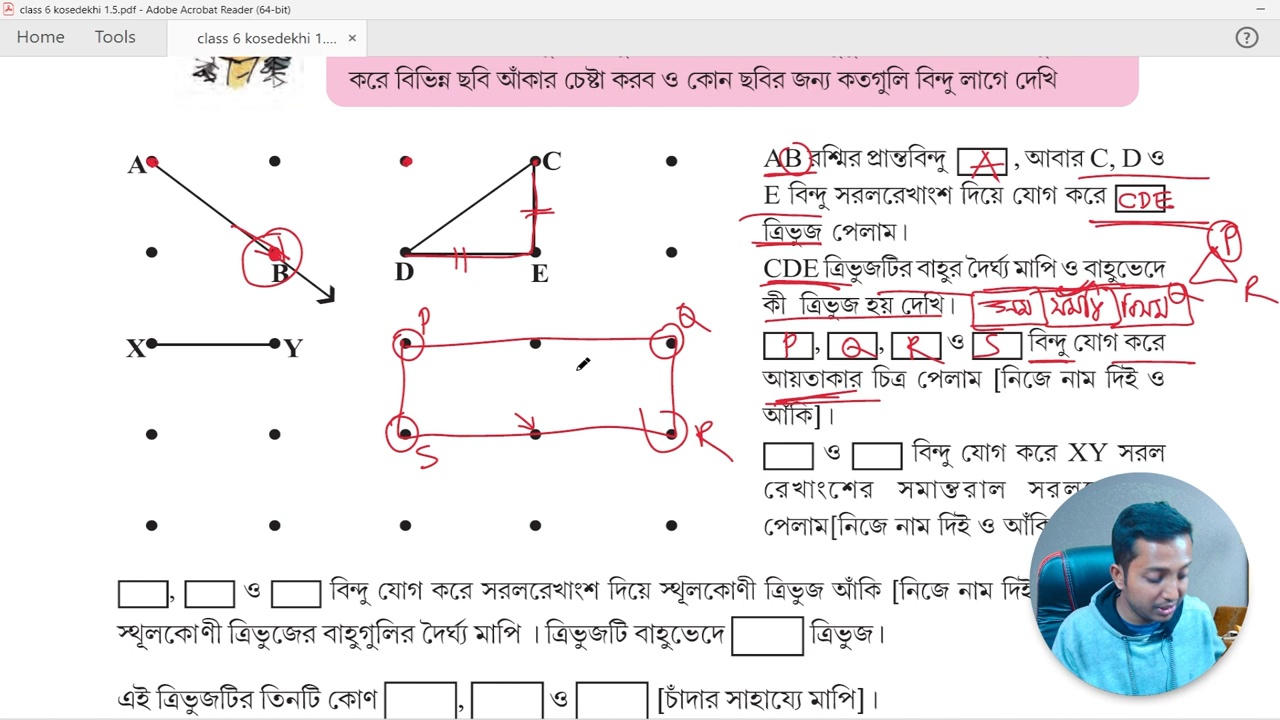 class 6 kosedekhi 1.5.pdf - Adobe Acrobat Reader (64-bit)
Home Tools class 6 kosedekhi 1.... × ?
করে বিভিন্ন ছবি আঁকার চেষ্টা করব ও কোন ছবির জন্য কতগুলি বিন্দু লাগে দেখি
A
B
C
D
E
X Y
P
Q
S
R
AB রশ্মির প্রান্তবিন্দু A , আবার C, D ও
E বিন্দু সরলরেখাংশ দিয়ে যোগ করে CDE
ত্রিভুজ পেলাম।
P
Q R
CDE ত্রিভুজটির বাহুর দৈর্ঘ্য মাপি ও বাহুভেদে
কী ত্রিভুজ হয় দেখি।
P , Q , R ও S বিন্দু যোগ করে
আয়তাকার চিত্র পেলাম [নিজে নাম দিই ও
আঁকি]।
ও বিন্দু যোগ করে XY সরল
রেখাংশের সমান্তরাল
পেলাম[নিজে নাম দিই ও
, ও বিন্দু যোগ করে সরলরেখাংশ দিয়ে স্থূলকোণী ত্রিভুজ আঁকি [নিজে নাম দিই
স্থূলকোণী ত্রিভুজের বাহুগুলির দৈর্ঘ্য মাপি । ত্রিভুজটি বাহুভেদে ত্রিভুজ।
এই ত্রিভুজটির তিনটি কোণ , ও [চাঁদার সাহায্যে মাপি]।